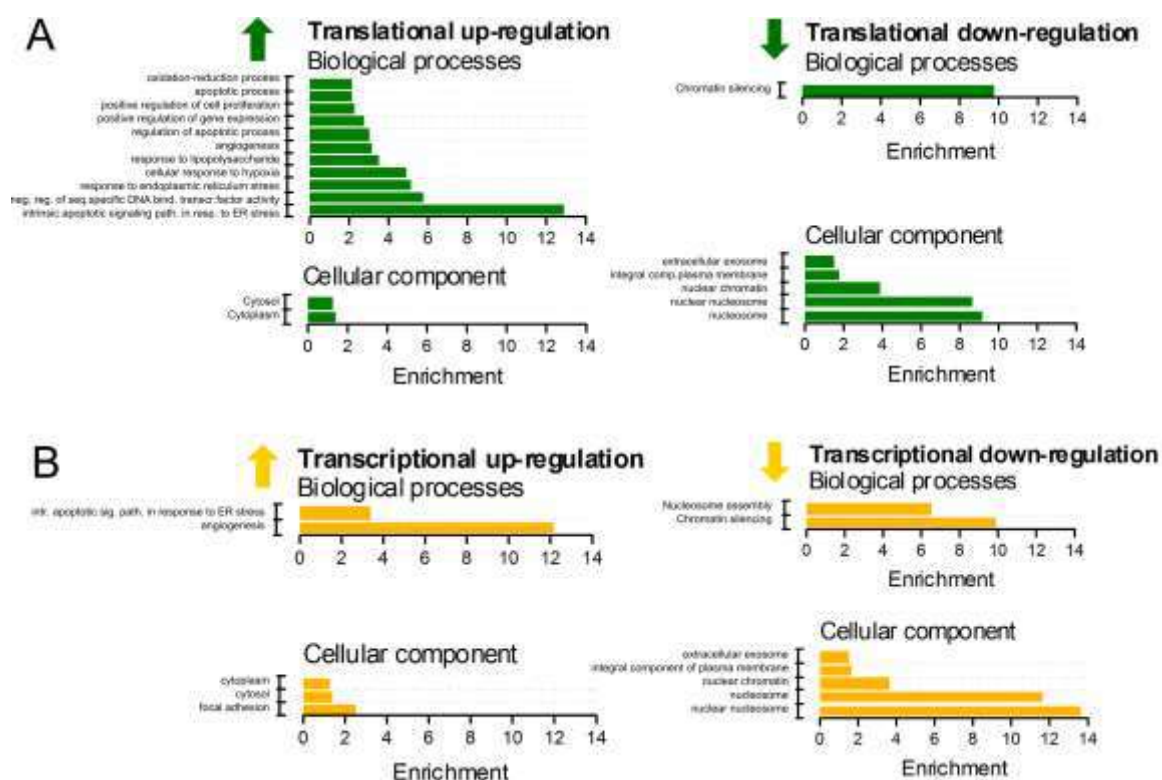 A
Translational up-regulation
Biological processes
oxidation-reduction process
apoptotic process
positive regulation of cell proliferation
positive regulation of gene expression
regulation of apoptotic process
angiogenesis
response to lipopolysaccharide
cellular response to hypoxia
response to endoplasmic reticulum stress
neg. reg. of seq.specific DNA bind. transcr.factor activity
intrinsic apoptotic signaling path. in resp. to ER stress
0 2 4 6 8 10 12 14
Cellular component
Cytosol
Cytoplasm
0 2 4 6 8 10 12 14
Enrichment
Translational down-regulation
Biological processes
Chromatin silencing
0 2 4 6 8 10 12 14
Enrichment
Cellular component
extracellular exosome
integral comp.plasma membrane
nuclear chromatin
nuclear nucleosome
nucleosome
0 2 4 6 8 10 12 14
Enrichment
B
Transcriptional up-regulation
Biological processes
intr. apoptotic sig. path. in response to ER stress
angiogenesis
0 2 4 6 8 10 12 14
Enrichment
Cellular component
cytoplasm
cytosol
focal adhesion
0 2 4 6 8 10 12 14
Enrichment
Transcriptional down-regulation
Biological processes
Nucleosome assembly
Chromatin silencing
0 2 4 6 8 10 12 14
Enrichment
Cellular component
extracellular exosome
integral component of plasma membrane
nuclear chromatin
nucleosome
nuclear nucleosome
0 2 4 6 8 10 12 14
Enrichment